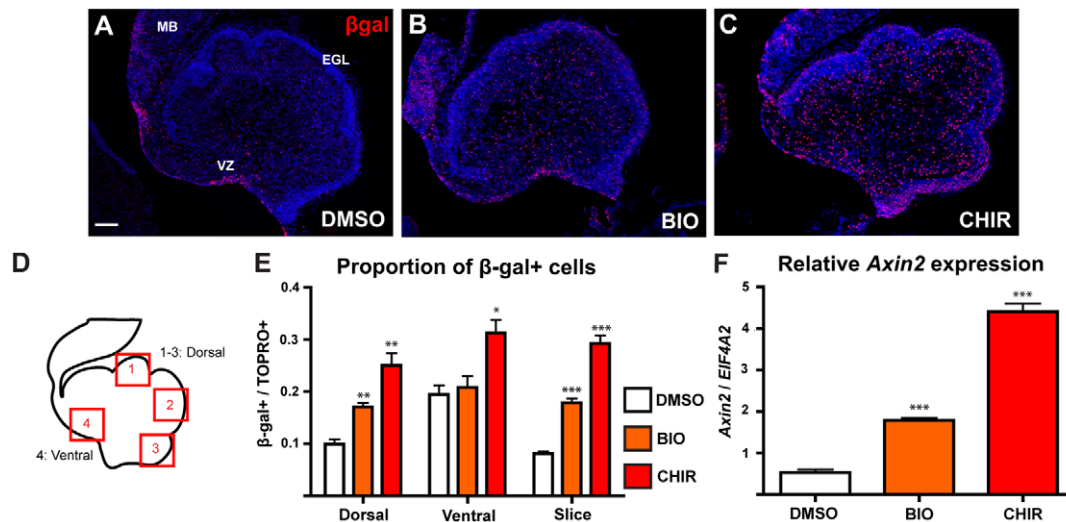 A
MB
βgal
EGL
VZ
DMSO
B
BIO
C
CHIR
D
1-3: Dorsal
1
2
4
3
4: Ventral
E
Proportion of β-gal+ cells
β-gal+ / TOPRO+
0.4
0.3
0.2
0.1
**
**
*
***
***
Dorsal
Ventral
Slice
DMSO
BIO
CHIR
F
Relative Axin2 expression
Axin2 / EIF4A2
5
4
3
2
1
***
***
DMSO
BIO
CHIR